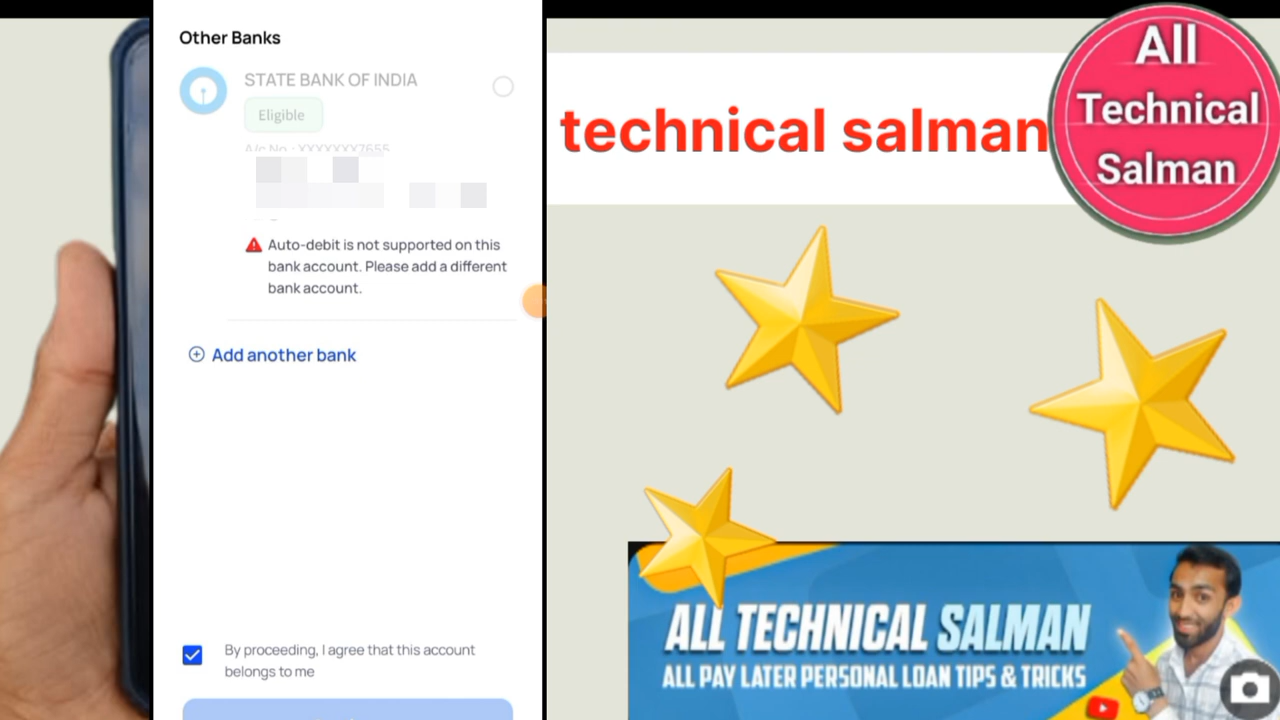 Other Banks
STATE BANK OF INDIA
Eligible
A/c No.: XXXXXXX7655
Auto-debit is not supported on this
bank account. Please add a different
bank account.
Add another bank
By proceeding, I agree that this account
belongs to me
technical salman
All
Technical
Salman
ALL TECHNICAL SALMAN
ALL PAY LATER PERSONAL LOAN TIPS & TRICKS